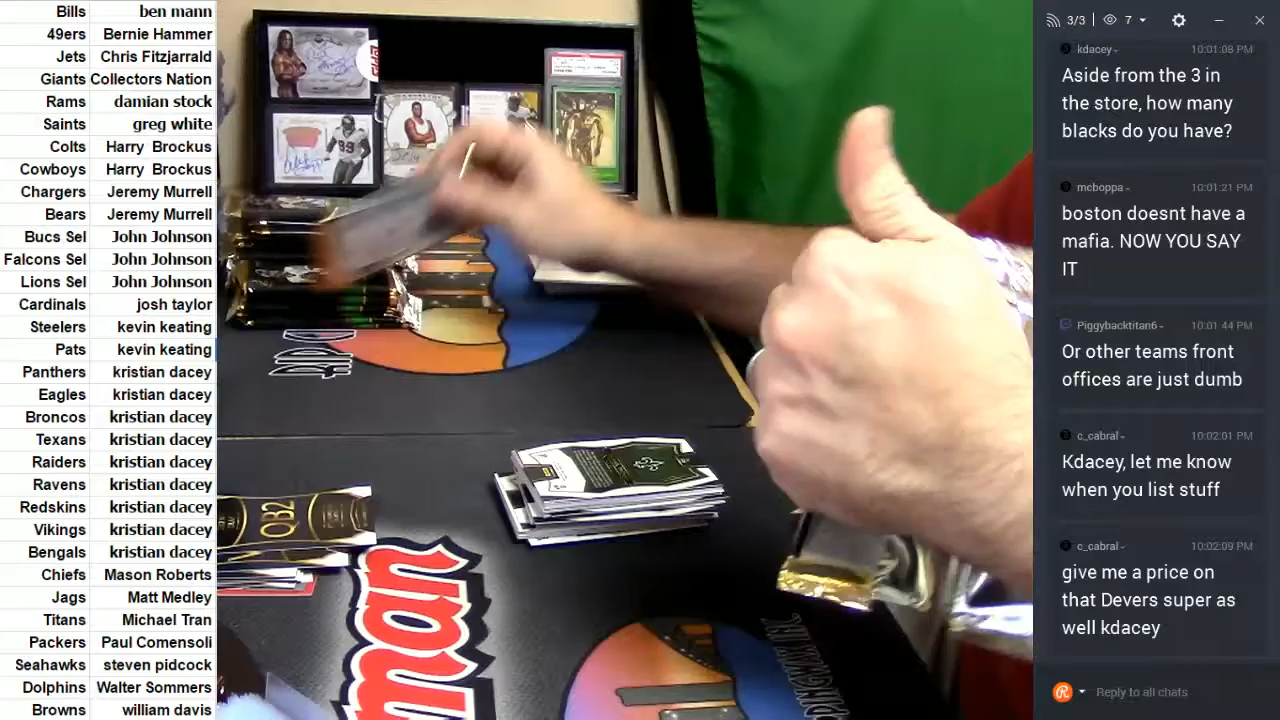 Bills ben mann
49ers Bernie Hammer
Jets Chris Fitzjarrald
Giants Collectors Nation
Rams damian stock
Saints greg white
Colts Harry Brockus
Cowboys Harry Brockus
Chargers Jeremy Murrell
Bears Jeremy Murrell
Bucs Sel John Johnson
Falcons Sel John Johnson
Lions Sel John Johnson
Cardinals josh taylor
Steelers kevin keating
Pats kevin keating
Panthers kristian dacey
Eagles kristian dacey
Broncos kristian dacey
Texans kristian dacey
Raiders kristian dacey
Ravens kristian dacey
Redskins kristian dacey
Vikings kristian dacey
Bengals kristian dacey
Chiefs Mason Roberts
Jags Matt Medley
Titans Michael Tran
Packers Paul Comensoli
Seahawks steven pidcock
Dolphins Walter Sommers
Browns william davis
3/3 7
kdacey 10:01:08 PM
Aside from the 3 in
the store, how many
blacks do you have?
mcboppa 10:01:21 PM
boston doesnt have a
mafia. NOW YOU SAY
IT
Piggybacktitan6 10:01:44 PM
Or other teams front
offices are just dumb
c_cabral 10:02:01 PM
Kdacey, let me know
when you list stuff
c_cabral 10:02:09 PM
give me a price on
that Devers super as
well kdacey
Reply to all chats